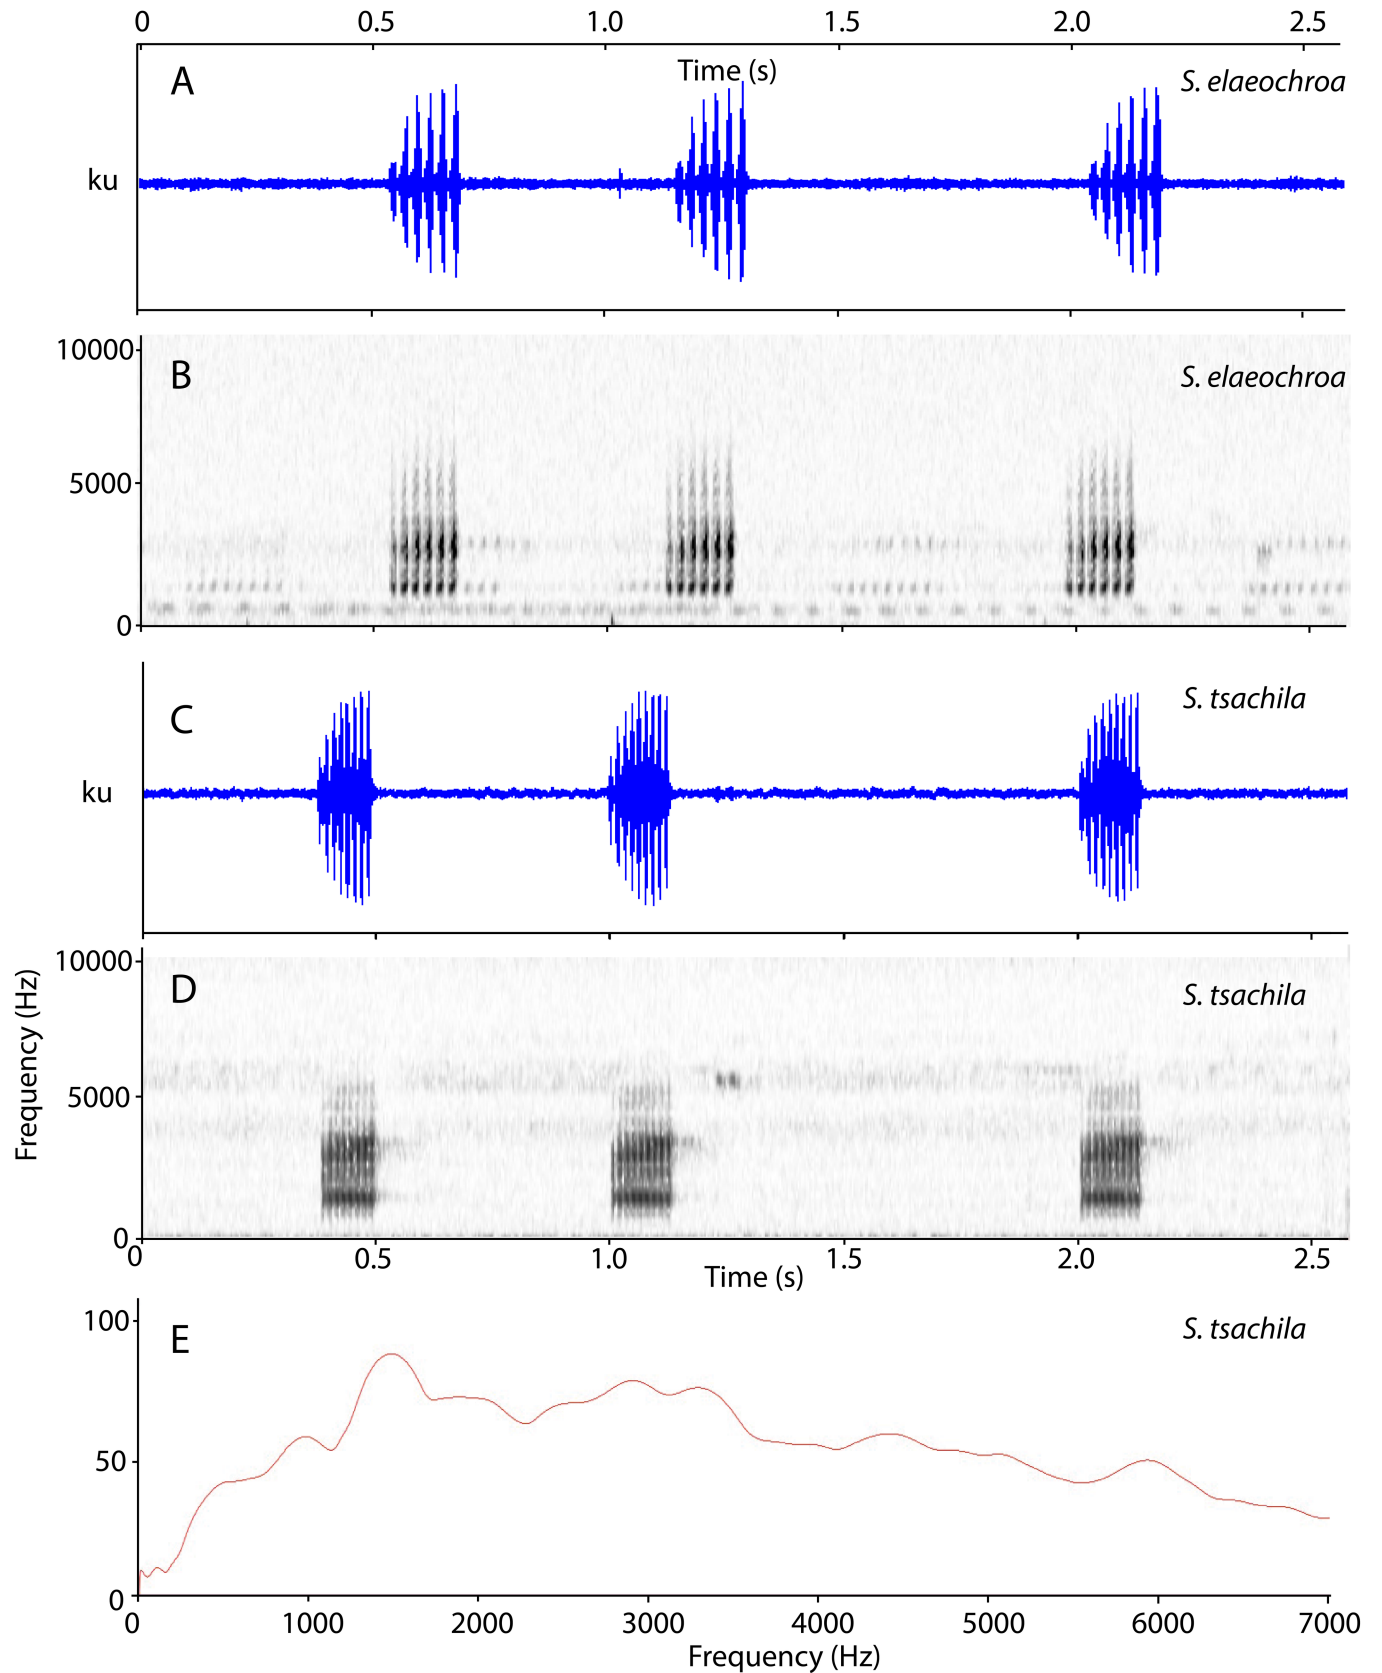 0 0.5 1.0 1.5 2.0 2.5
Time (s)
A S. elaeochroa
ku
10000
B S. elaeochroa
5000
0
C S. tsachila
ku
10000
D S. tsachila
Frequency (Hz)
5000
0
0 0.5 1.0 1.5 2.0 2.5
Time (s)
100
E S. tsachila
50
0
0 1000 2000 3000 4000 5000 6000 7000
Frequency (Hz)